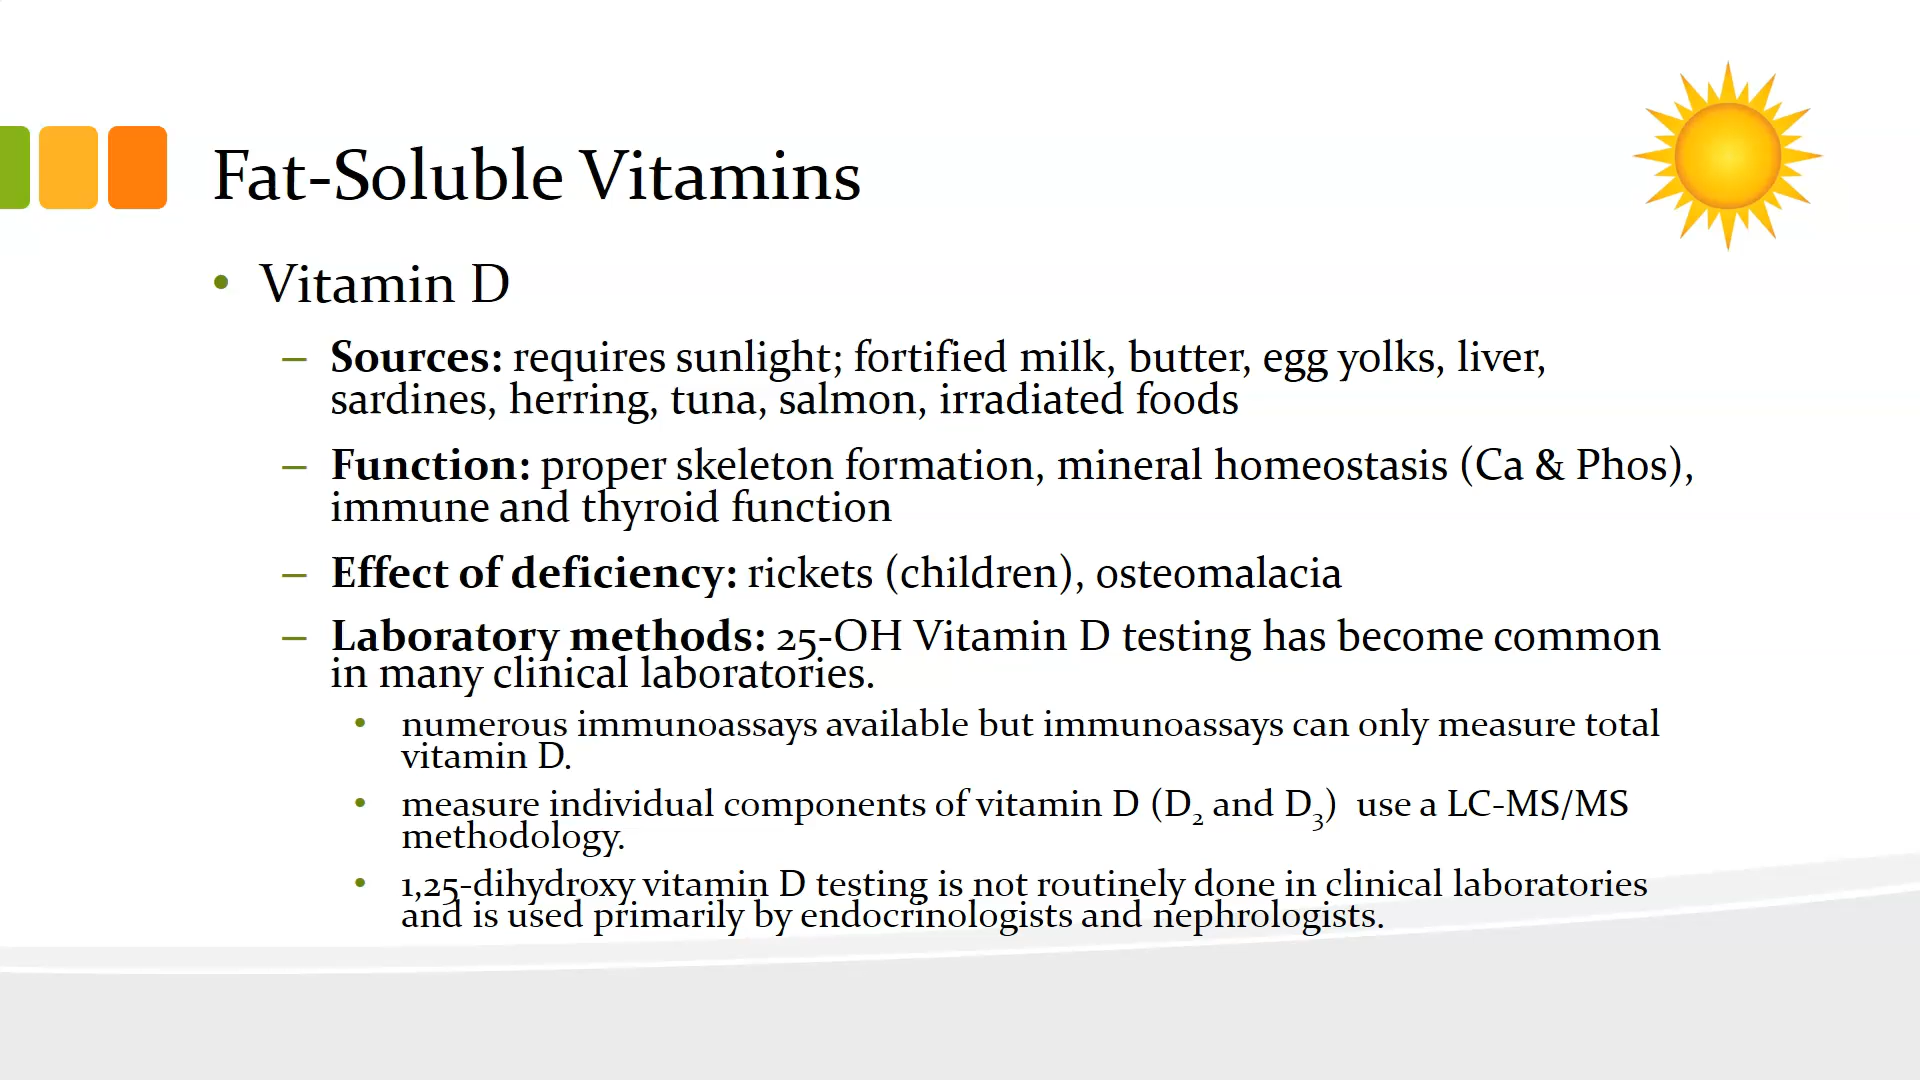 Fat-Soluble Vitamins
• Vitamin D
– Sources: requires sunlight; fortified milk, butter, egg yolks, liver,
sardines, herring, tuna, salmon, irradiated foods
– Function: proper skeleton formation, mineral homeostasis (Ca & Phos),
immune and thyroid function
– Effect of deficiency: rickets (children), osteomalacia
– Laboratory methods: 25-OH Vitamin D testing has become common
in many clinical laboratories.
• numerous immunoassays available but immunoassays can only measure total
vitamin D.
• measure individual components of vitamin D (D₂ and D₃) use a LC-MS/MS
methodology.
• 1,25-dihydroxy vitamin D testing is not routinely done in clinical laboratories
and is used primarily by endocrinologists and nephrologists.